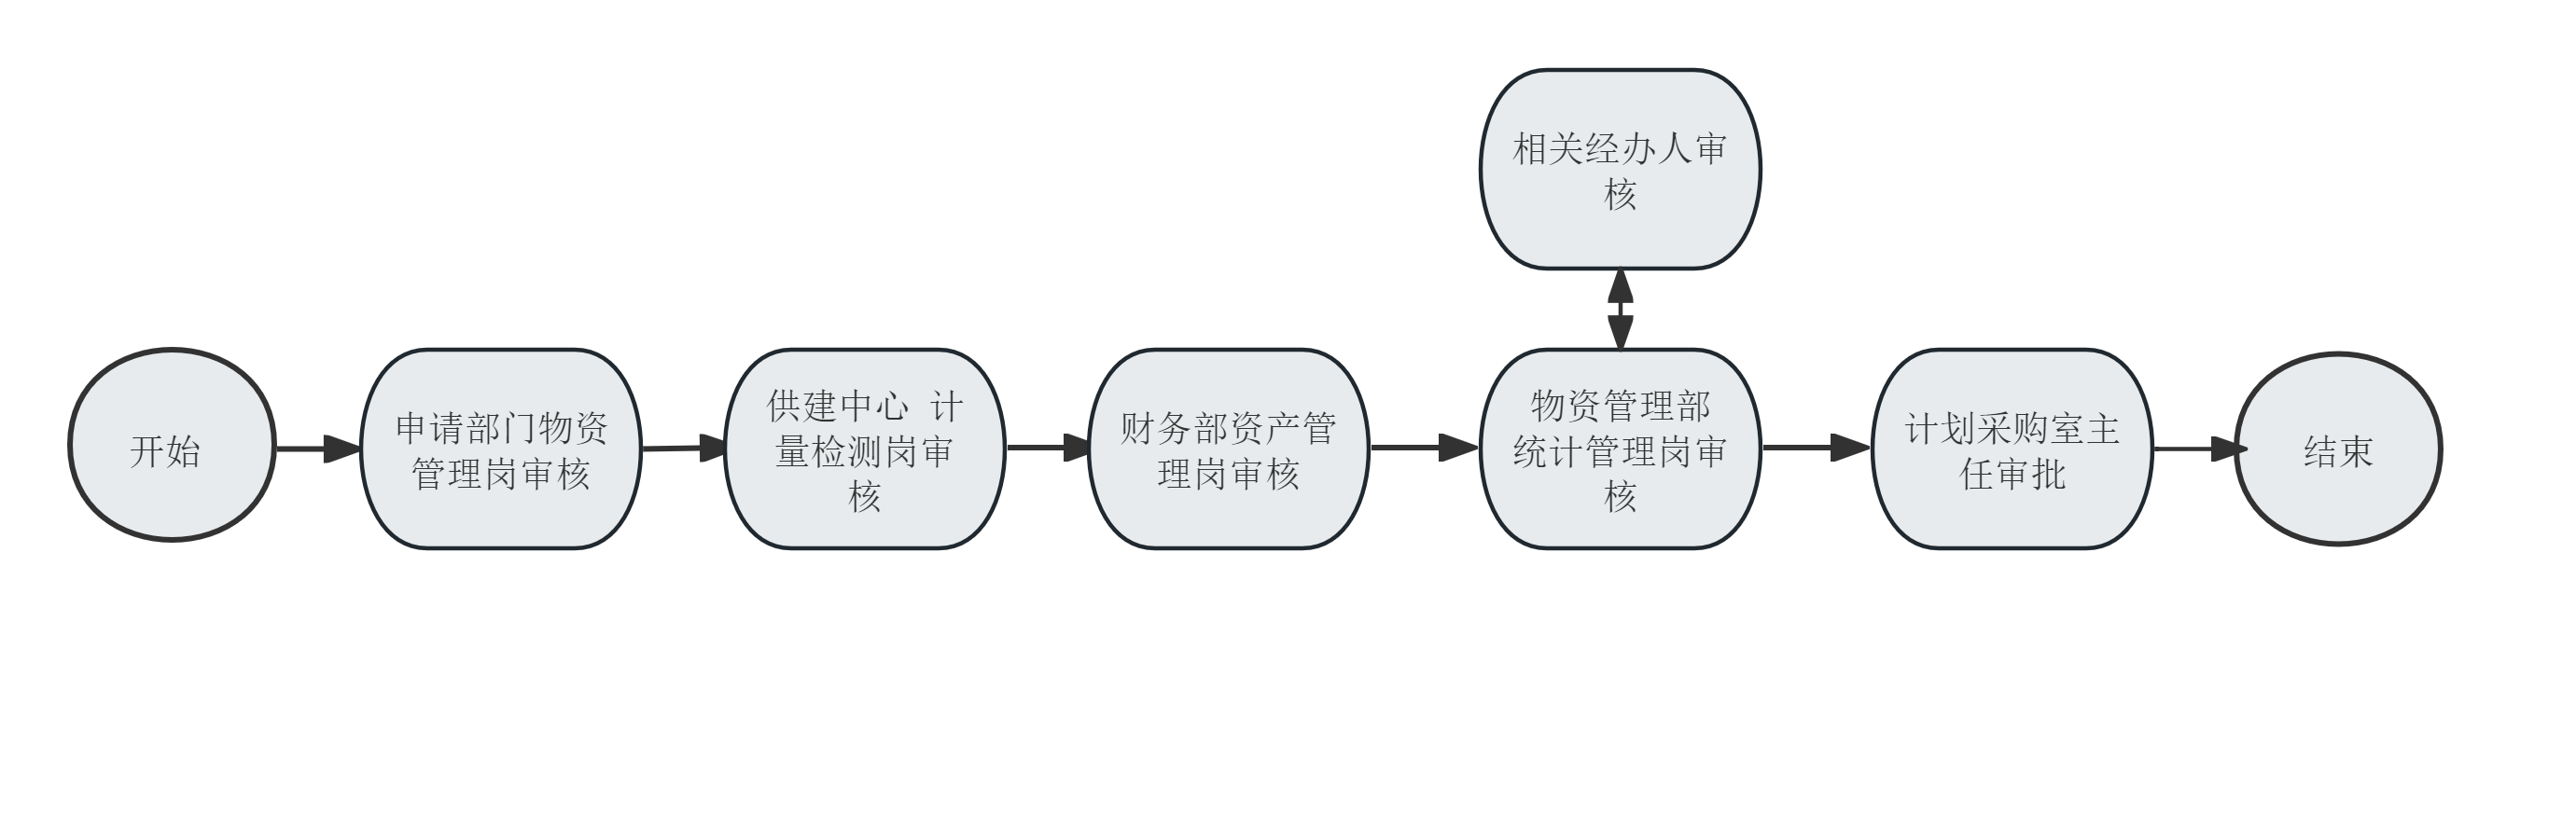 相关经办人审
核
开始
申请部门物资
管理岗审核
供建中心 计
量检测岗审
核
财务部资产管
理岗审核
物资管理部
统计管理岗审
核
计划采购室主
任审批
结束